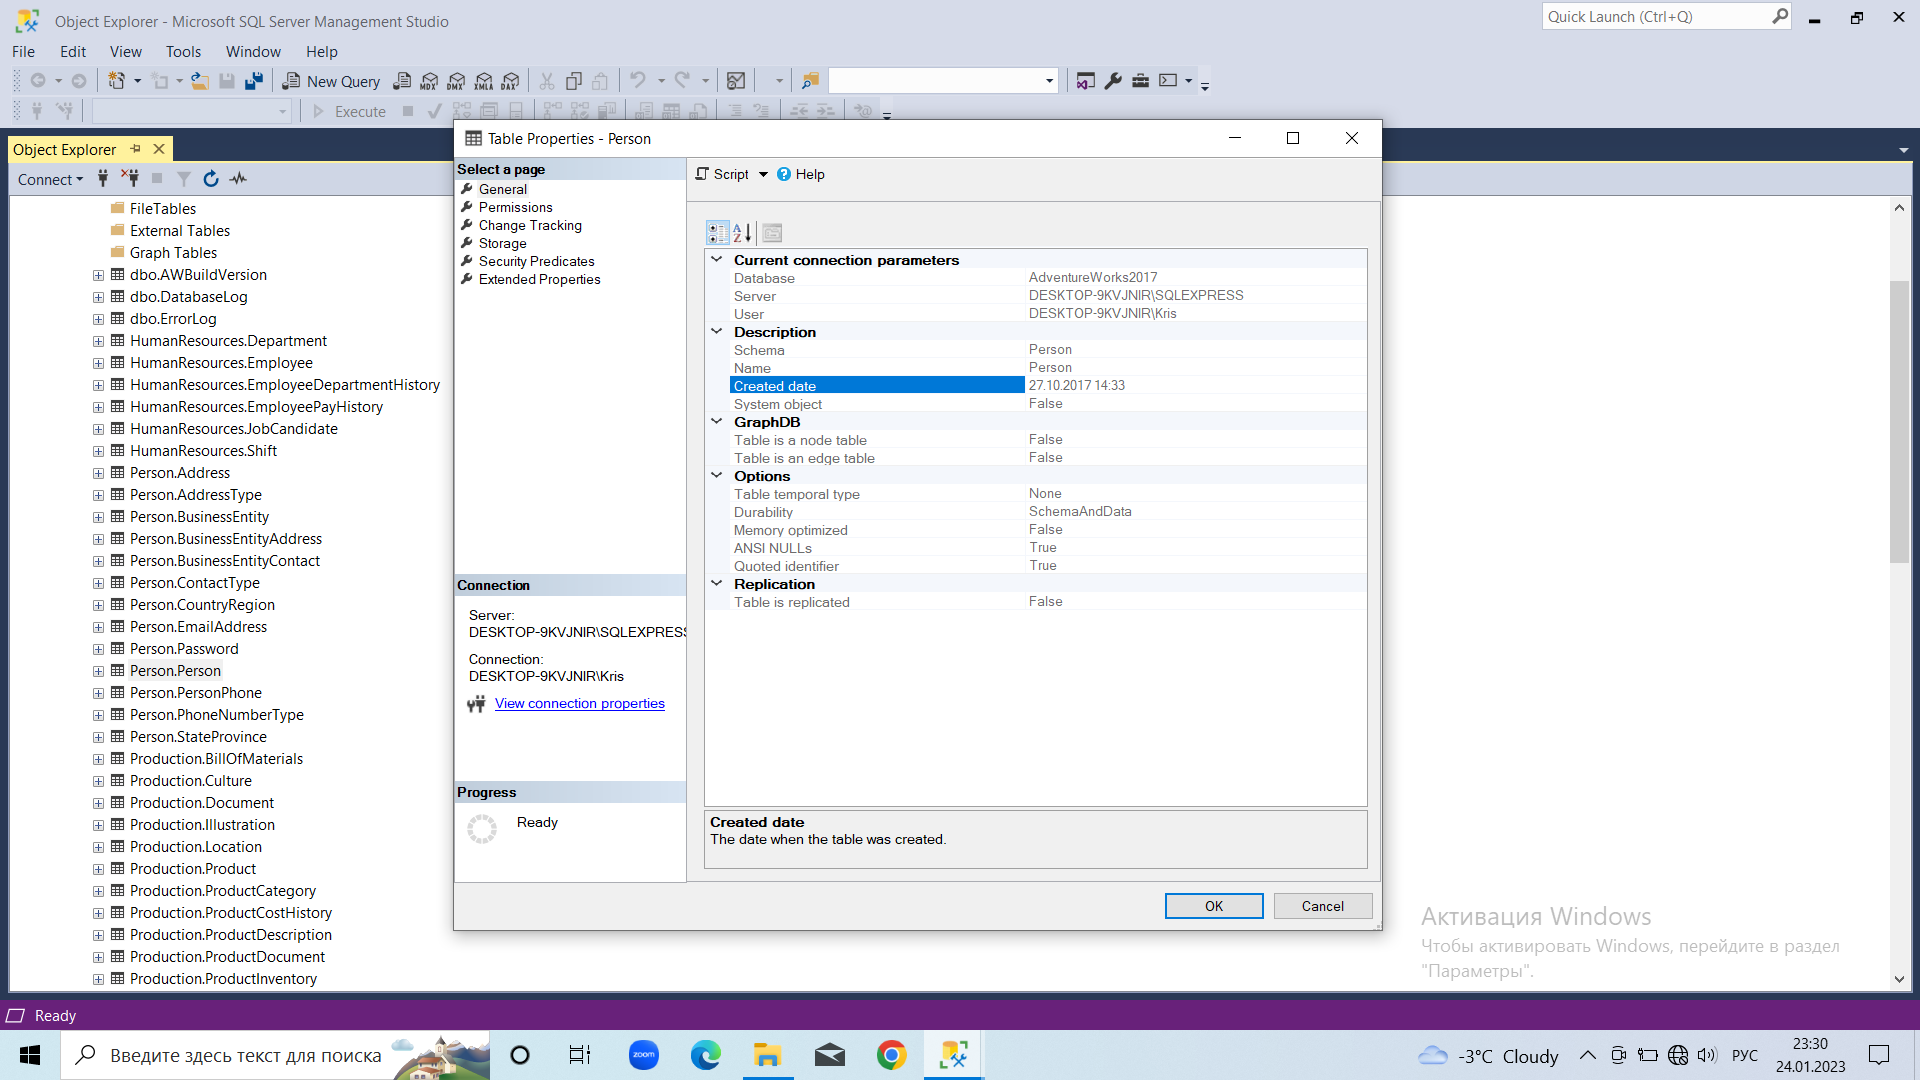 Object Explorer - Microsoft SQL Server Management Studio
Quick Launch (Ctrl+Q)
File Edit View Tools Window Help
New Query MDX DMX XMLA DAX
Execute
Object Explorer
Connect
FileTables
External Tables
Graph Tables
dbo.AWBuildVersion
dbo.DatabaseLog
dbo.ErrorLog
HumanResources.Department
HumanResources.Employee
HumanResources.EmployeeDepartmentHistory
HumanResources.EmployeePayHistory
HumanResources.JobCandidate
HumanResources.Shift
Person.Address
Person.AddressType
Person.BusinessEntity
Person.BusinessEntityAddress
Person.BusinessEntityContact
Person.ContactType
Person.CountryRegion
Person.EmailAddress
Person.Password
Person.Person
Person.PersonPhone
Person.PhoneNumberType
Person.StateProvince
Production.BillOfMaterials
Production.Culture
Production.Document
Production.Illustration
Production.Location
Production.Product
Production.ProductCategory
Production.ProductCostHistory
Production.ProductDescription
Production.ProductDocument
Production.ProductInventory
Table Properties - Person
Select a page
General
Permissions
Change Tracking
Storage
Security Predicates
Extended Properties
Connection
Server:
DESKTOP-9KVJNIR\SQLEXPRESS
Connection:
DESKTOP-9KVJNIR\Kris
View connection properties
Progress
Ready
Script Help
Current connection parameters
Database AdventureWorks2017
Server DESKTOP-9KVJNIR\SQLEXPRESS
User DESKTOP-9KVJNIR\Kris
Description
Schema Person
Name Person
Created date 27.10.2017 14:33
System object False
GraphDB
Table is a node table False
Table is an edge table False
Options
Table temporal type None
Durability SchemaAndData
Memory optimized False
ANSI NULLs True
Quoted identifier True
Replication
Table is replicated False
Created date
The date when the table was created.
OK Cancel
Активация Windows
Чтобы активировать Windows, перейдите в раздел
"Параметры".
Ready
Введите здесь текст для поиска
zoom
-3°C Cloudy
РУС
23:30
24.01.2023